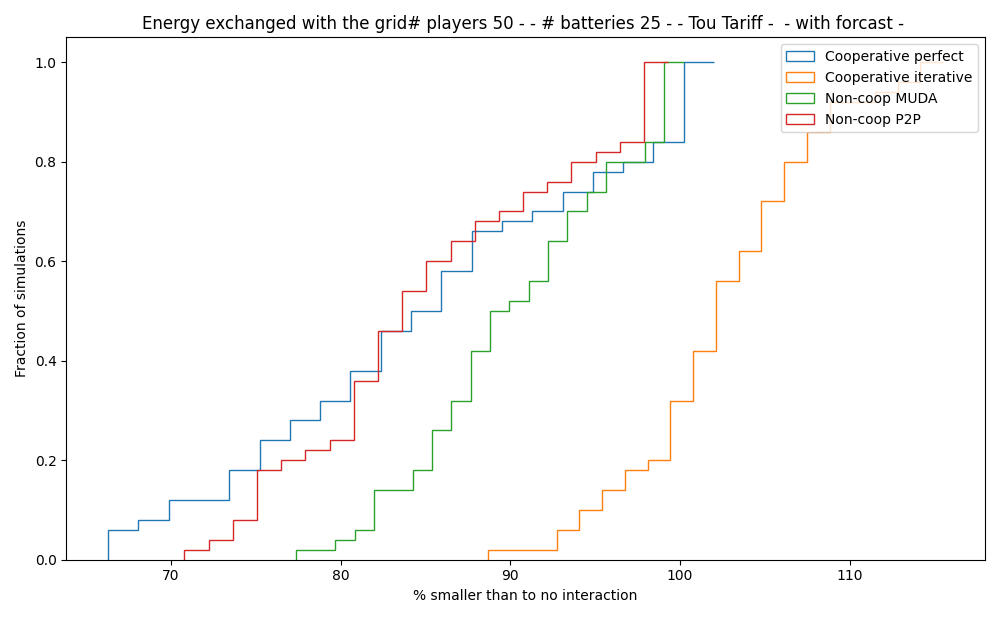 Energy exchanged with the grid# players 50 - - # batteries 25 - - Tou Tariff -  - with forcast -
Cooperative perfect
Cooperative iterative
Non-coop MUDA
Non-coop P2P
Fraction of simulations
1.0
0.8
0.6
0.4
0.2
0.0
70
80
90
100
110
% smaller than to no interaction